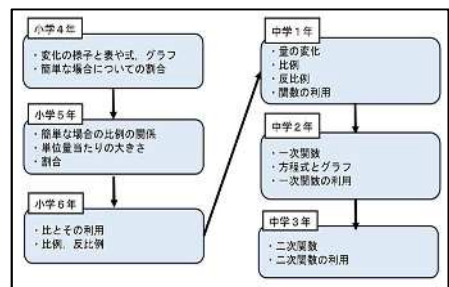 小学4年
・変化の様子と表や式，グラフ
・簡単な場合についての割合
小学5年
・簡単な場合の比例の関係
・単位量当たりの大きさ
・割合
小学6年
・比とその利用
・比例，反比例
中学1年
・量の変化
・比例
・反比例
・関数の利用
中学2年
・一次関数
・方程式とグラフ
・一次関数の利用
中学3年
・二次関数
・二次関数の利用